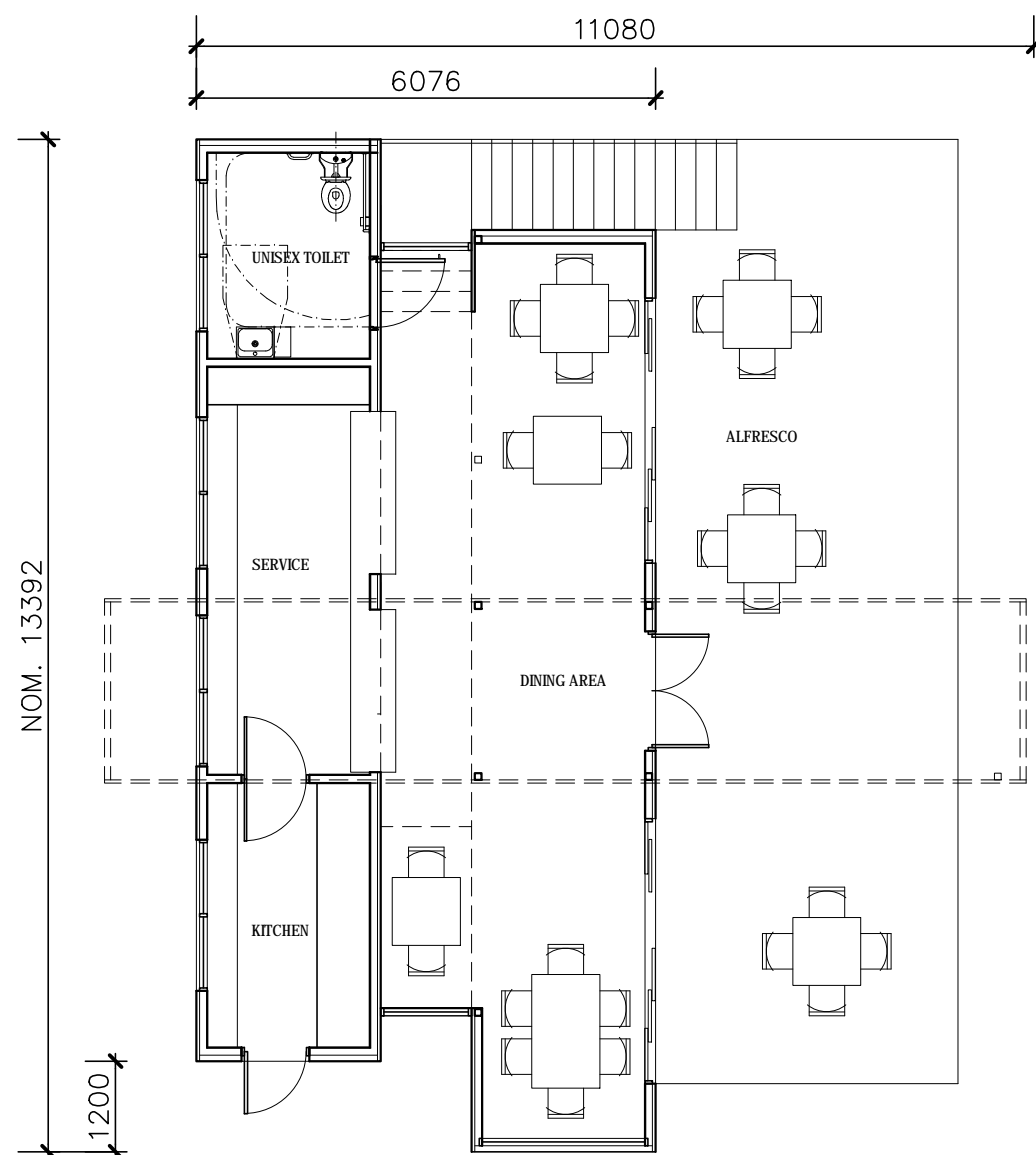 11080
6076
UNISEX TOILET
ALFRESCO
SERVICE
NOM. 13392
DINING AREA
KITCHEN
1200